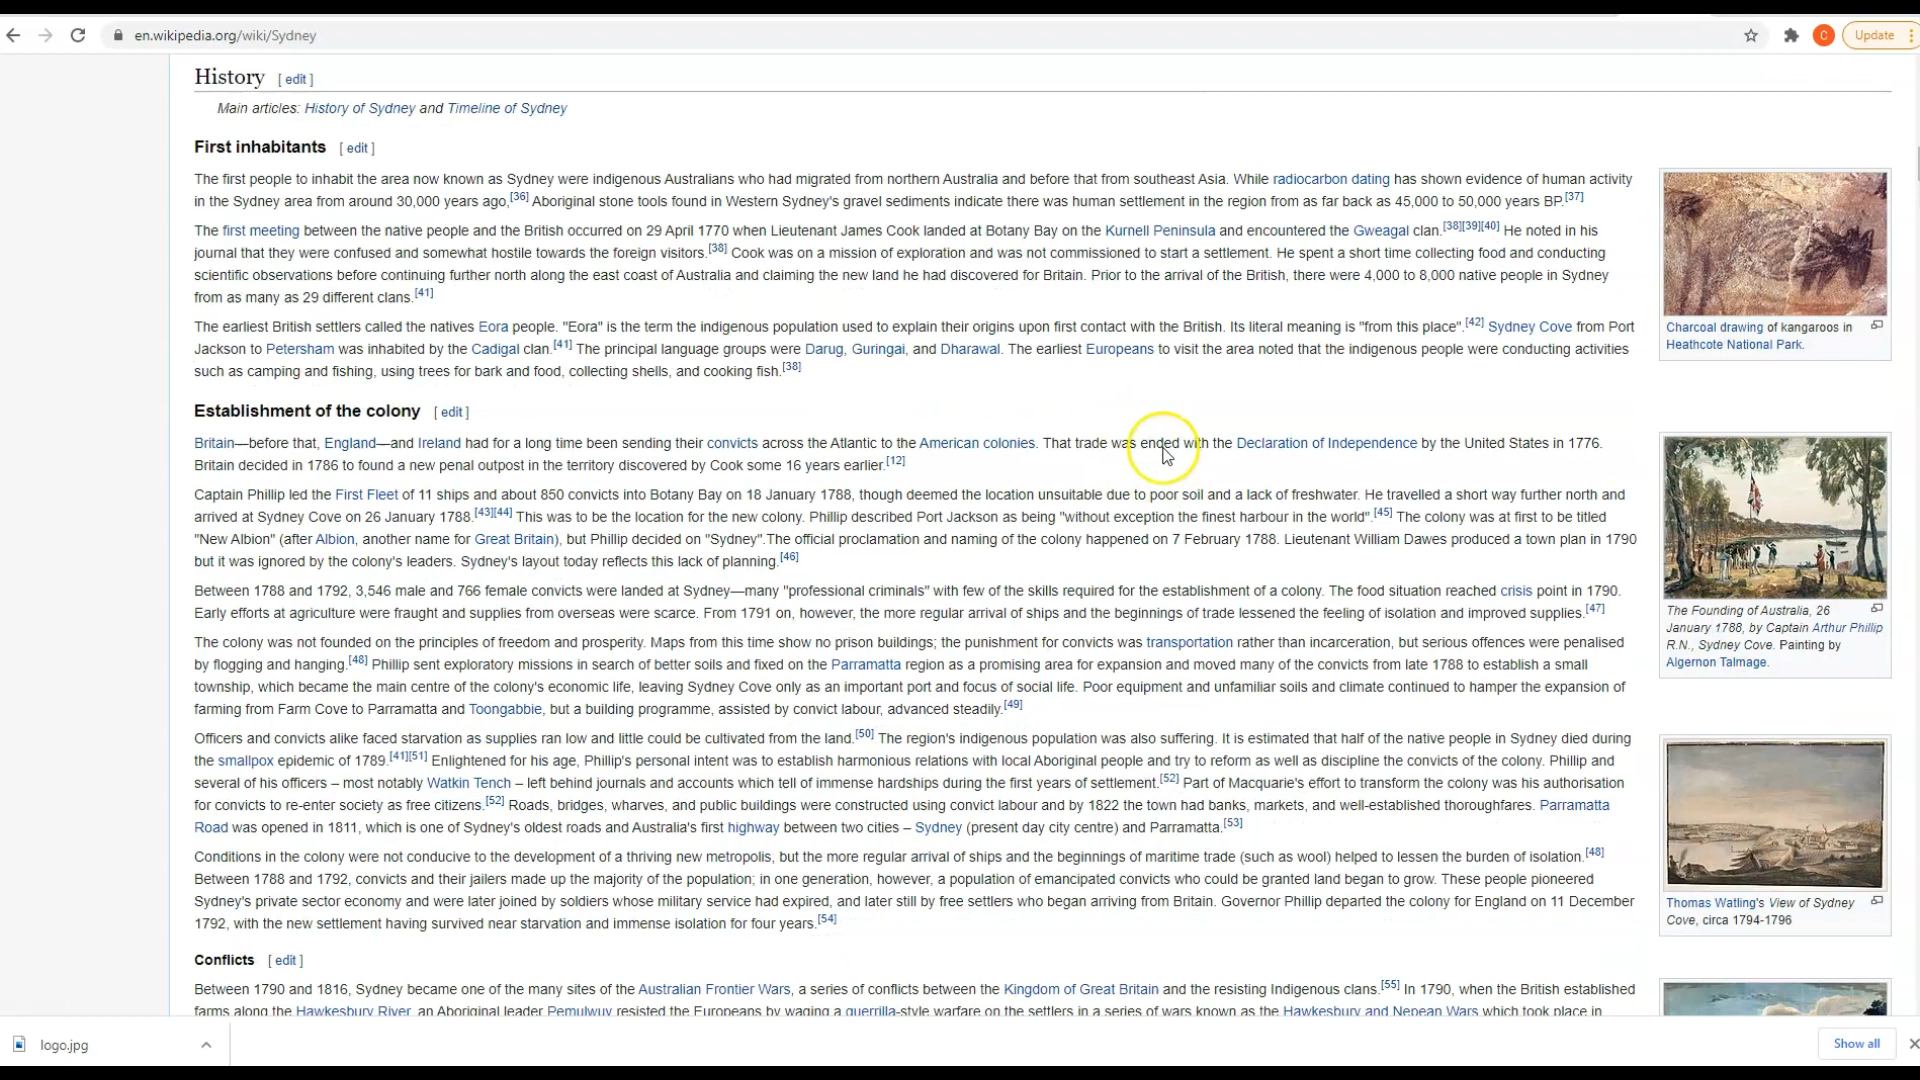 en.wikipedia.org/wiki/Sydney
C
Update
History [ edit ]
Main articles: History of Sydney and Timeline of Sydney
First inhabitants [ edit ]
The first people to inhabit the area now known as Sydney were indigenous Australians who had migrated from northern Australia and before that from southeast Asia. While radiocarbon dating has shown evidence of human activity
in the Sydney area from around 30,000 years ago,[36] Aboriginal stone tools found in Western Sydney's gravel sediments indicate there was human settlement in the region from as far back as 45,000 to 50,000 years BP.[37]
The first meeting between the native people and the British occurred on 29 April 1770 when Lieutenant James Cook landed at Botany Bay on the Kurnell Peninsula and encountered the Gweagal clan.[38][39][40] He noted in his
journal that they were confused and somewhat hostile towards the foreign visitors.[38] Cook was on a mission of exploration and was not commissioned to start a settlement. He spent a short time collecting food and conducting
scientific observations before continuing further north along the east coast of Australia and claiming the new land he had discovered for Britain. Prior to the arrival of the British, there were 4,000 to 8,000 native people in Sydney
from as many as 29 different clans.[41]
The earliest British settlers called the natives Eora people. "Eora" is the term the indigenous population used to explain their origins upon first contact with the British. Its literal meaning is "from this place".[42] Sydney Cove from Port
Jackson to Petersham was inhabited by the Cadigal clan.[41] The principal language groups were Darug, Guringai, and Dharawal. The earliest Europeans to visit the area noted that the indigenous people were conducting activities
such as camping and fishing, using trees for bark and food, collecting shells, and cooking fish.[38]
Charcoal drawing of kangaroos in
Heathcote National Park.
Establishment of the colony [ edit ]
Britain—before that, England—and Ireland had for a long time been sending their convicts across the Atlantic to the American colonies. That trade was ended with the Declaration of Independence by the United States in 1776.
Britain decided in 1786 to found a new penal outpost in the territory discovered by Cook some 16 years earlier.[12]
Captain Phillip led the First Fleet of 11 ships and about 850 convicts into Botany Bay on 18 January 1788, though deemed the location unsuitable due to poor soil and a lack of freshwater. He travelled a short way further north and
arrived at Sydney Cove on 26 January 1788.[43][44] This was to be the location for the new colony. Phillip described Port Jackson as being "without exception the finest harbour in the world".[45] The colony was at first to be titled
"New Albion" (after Albion, another name for Great Britain), but Phillip decided on "Sydney".The official proclamation and naming of the colony happened on 7 February 1788. Lieutenant William Dawes produced a town plan in 1790
but it was ignored by the colony's leaders. Sydney's layout today reflects this lack of planning.[46]
Between 1788 and 1792, 3,546 male and 766 female convicts were landed at Sydney—many "professional criminals" with few of the skills required for the establishment of a colony. The food situation reached crisis point in 1790.
Early efforts at agriculture were fraught and supplies from overseas were scarce. From 1791 on, however, the more regular arrival of ships and the beginnings of trade lessened the feeling of isolation and improved supplies.[47]
The colony was not founded on the principles of freedom and prosperity. Maps from this time show no prison buildings; the punishment for convicts was transportation rather than incarceration, but serious offences were penalised
by flogging and hanging.[48] Phillip sent exploratory missions in search of better soils and fixed on the Parramatta region as a promising area for expansion and moved many of the convicts from late 1788 to establish a small
township, which became the main centre of the colony's economic life, leaving Sydney Cove only as an important port and focus of social life. Poor equipment and unfamiliar soils and climate continued to hamper the expansion of
farming from Farm Cove to Parramatta and Toongabbie, but a building programme, assisted by convict labour, advanced steadily.[49]
The Founding of Australia, 26
January 1788, by Captain Arthur Phillip
R.N., Sydney Cove. Painting by
Algernon Talmage.
Officers and convicts alike faced starvation as supplies ran low and little could be cultivated from the land.[50] The region's indigenous population was also suffering. It is estimated that half of the native people in Sydney died during
the smallpox epidemic of 1789.[41][51] Enlightened for his age, Phillip's personal intent was to establish harmonious relations with local Aboriginal people and try to reform as well as discipline the convicts of the colony. Phillip and
several of his officers – most notably Watkin Tench – left behind journals and accounts which tell of immense hardships during the first years of settlement.[52] Part of Macquarie's effort to transform the colony was his authorisation
for convicts to re-enter society as free citizens.[52] Roads, bridges, wharves, and public buildings were constructed using convict labour and by 1822 the town had banks, markets, and well-established thoroughfares. Parramatta
Road was opened in 1811, which is one of Sydney's oldest roads and Australia's first highway between two cities – Sydney (present day city centre) and Parramatta.[53]
Conditions in the colony were not conducive to the development of a thriving new metropolis, but the more regular arrival of ships and the beginnings of maritime trade (such as wool) helped to lessen the burden of isolation.[48]
Between 1788 and 1792, convicts and their jailers made up the majority of the population; in one generation, however, a population of emancipated convicts who could be granted land began to grow. These people pioneered
Sydney's private sector economy and were later joined by soldiers whose military service had expired, and later still by free settlers who began arriving from Britain. Governor Phillip departed the colony for England on 11 December
1792, with the new settlement having survived near starvation and immense isolation for four years.[54]
Thomas Watling's View of Sydney
Cove, circa 1794-1796
Conflicts [ edit ]
Between 1790 and 1816, Sydney became one of the many sites of the Australian Frontier Wars, a series of conflicts between the Kingdom of Great Britain and the resisting Indigenous clans.[55] In 1790, when the British established
farms along the Hawkesbury River, an Aboriginal leader Pemulwuy resisted the Europeans by waging a guerrilla-style warfare on the settlers in a series of wars known as the Hawkesbury and Nepean Wars which took place in
logo.jpg
Show all